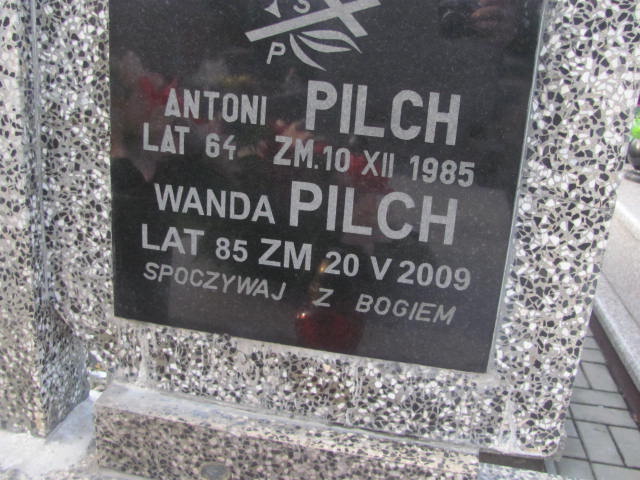 S
P
ANTONI PILCH
LAT 64 ZM.10 XII 1985
WANDA PILCH
LAT 85 ZM 20 V 2009
SPOCZYWAJ Z BOGIEM